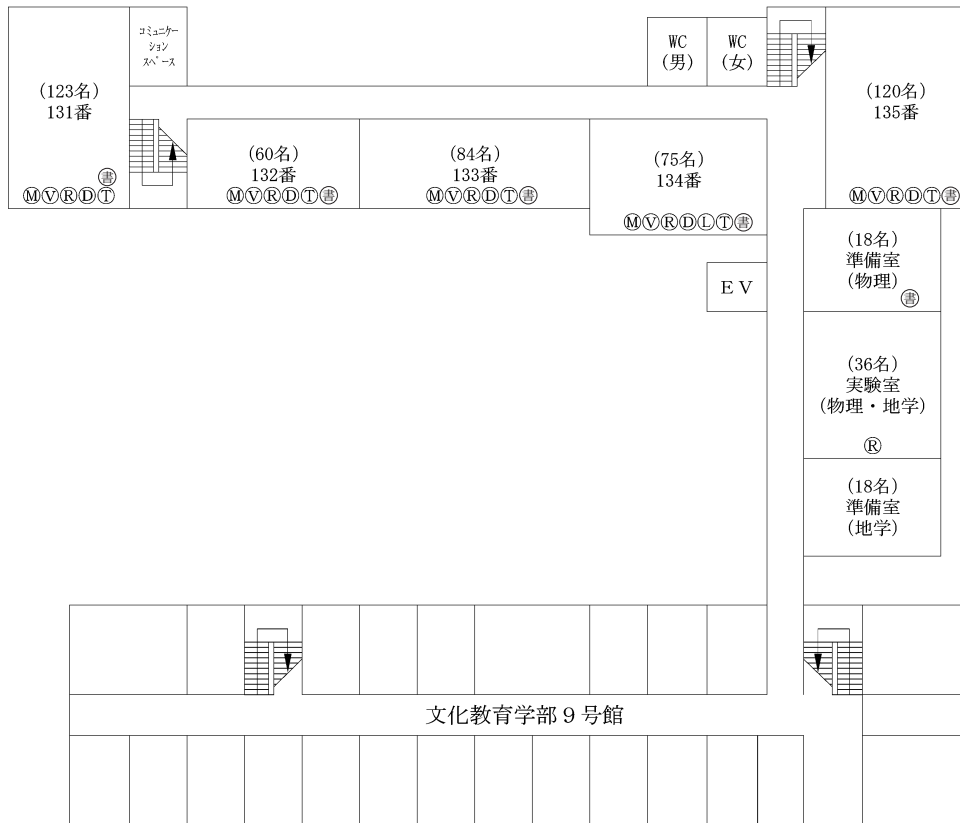 コミュニケー
ション
スペース
WC
(男)
WC
(女)
(123名)
131番
書
ⓂⓋⓇⒹⓉ
(60名)
132番
ⓂⓋⓇⒹⓉ書
(84名)
133番
ⓂⓋⓇⒹⓉ書
(75名)
134番
ⓂⓋⓇⒹⓁⓉ書
(120名)
135番
ⓂⓋⓇⒹⓉ書
(18名)
準備室
(物理)
書
EV
(36名)
実験室
(物理・地学)
Ⓡ
(18名)
準備室
(地学)
文化教育学部9号館